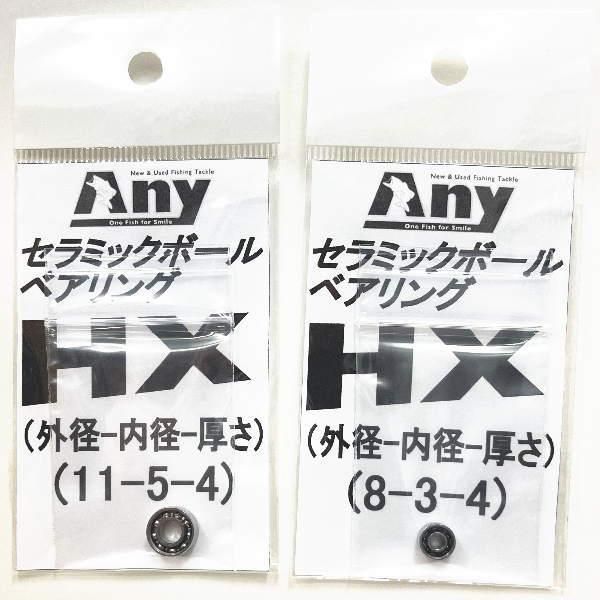 New & Used Fishing Tackle
Any
One Fish for Smile
セラミックボール
ベアリング
HX
(外径-内径-厚さ)
(11-5-4)
New & Used Fishing Tackle
Any
One Fish for Smile
セラミックボール
ベアリング
HX
(外径-内径-厚さ)
(8-3-4)